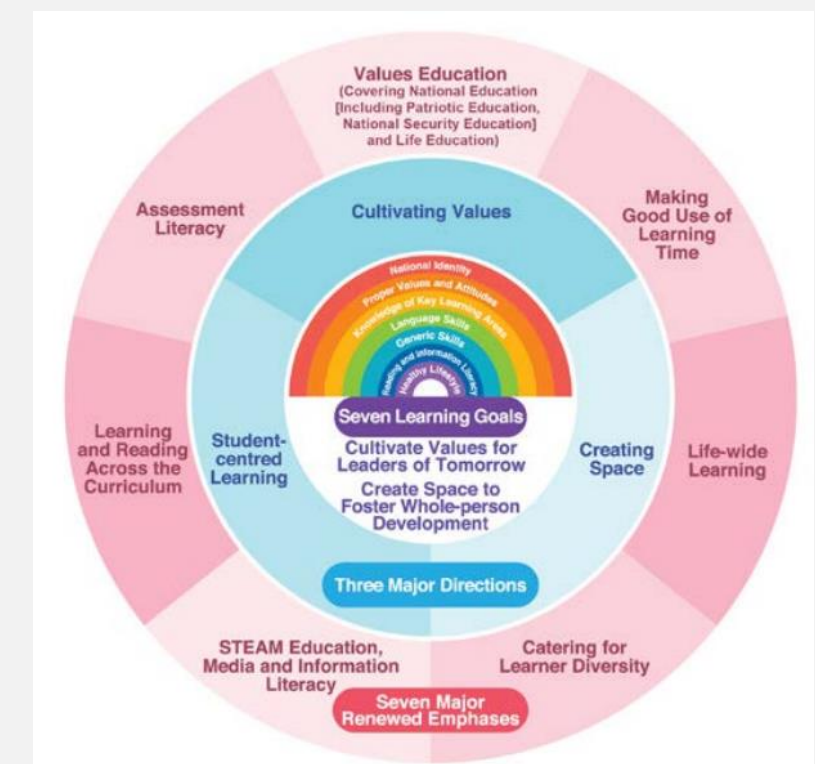 Values Education
(Covering National Education
[Including Patriotic Education,
National Security Education]
and Life Education)
Making
Good Use of
Learning
Time
Life-wide
Learning
Catering for
Learner Diversity
STEAM Education,
Media and Information
Literacy
Learning
and Reading
Across the
Curriculum
Assessment
Literacy
Seven Major
Renewed Emphases
Cultivating Values
Creating
Space
Student-
centred
Learning
Three Major Directions
National Identity
Proper Values and Attitudes
Knowledge of Key Learning Areas
Language Skills
Generic Skills
Reading and Information Literacy
Healthy Lifestyle
Seven Learning Goals
Cultivate Values for
Leaders of Tomorrow
Create Space to
Foster Whole-person
Development